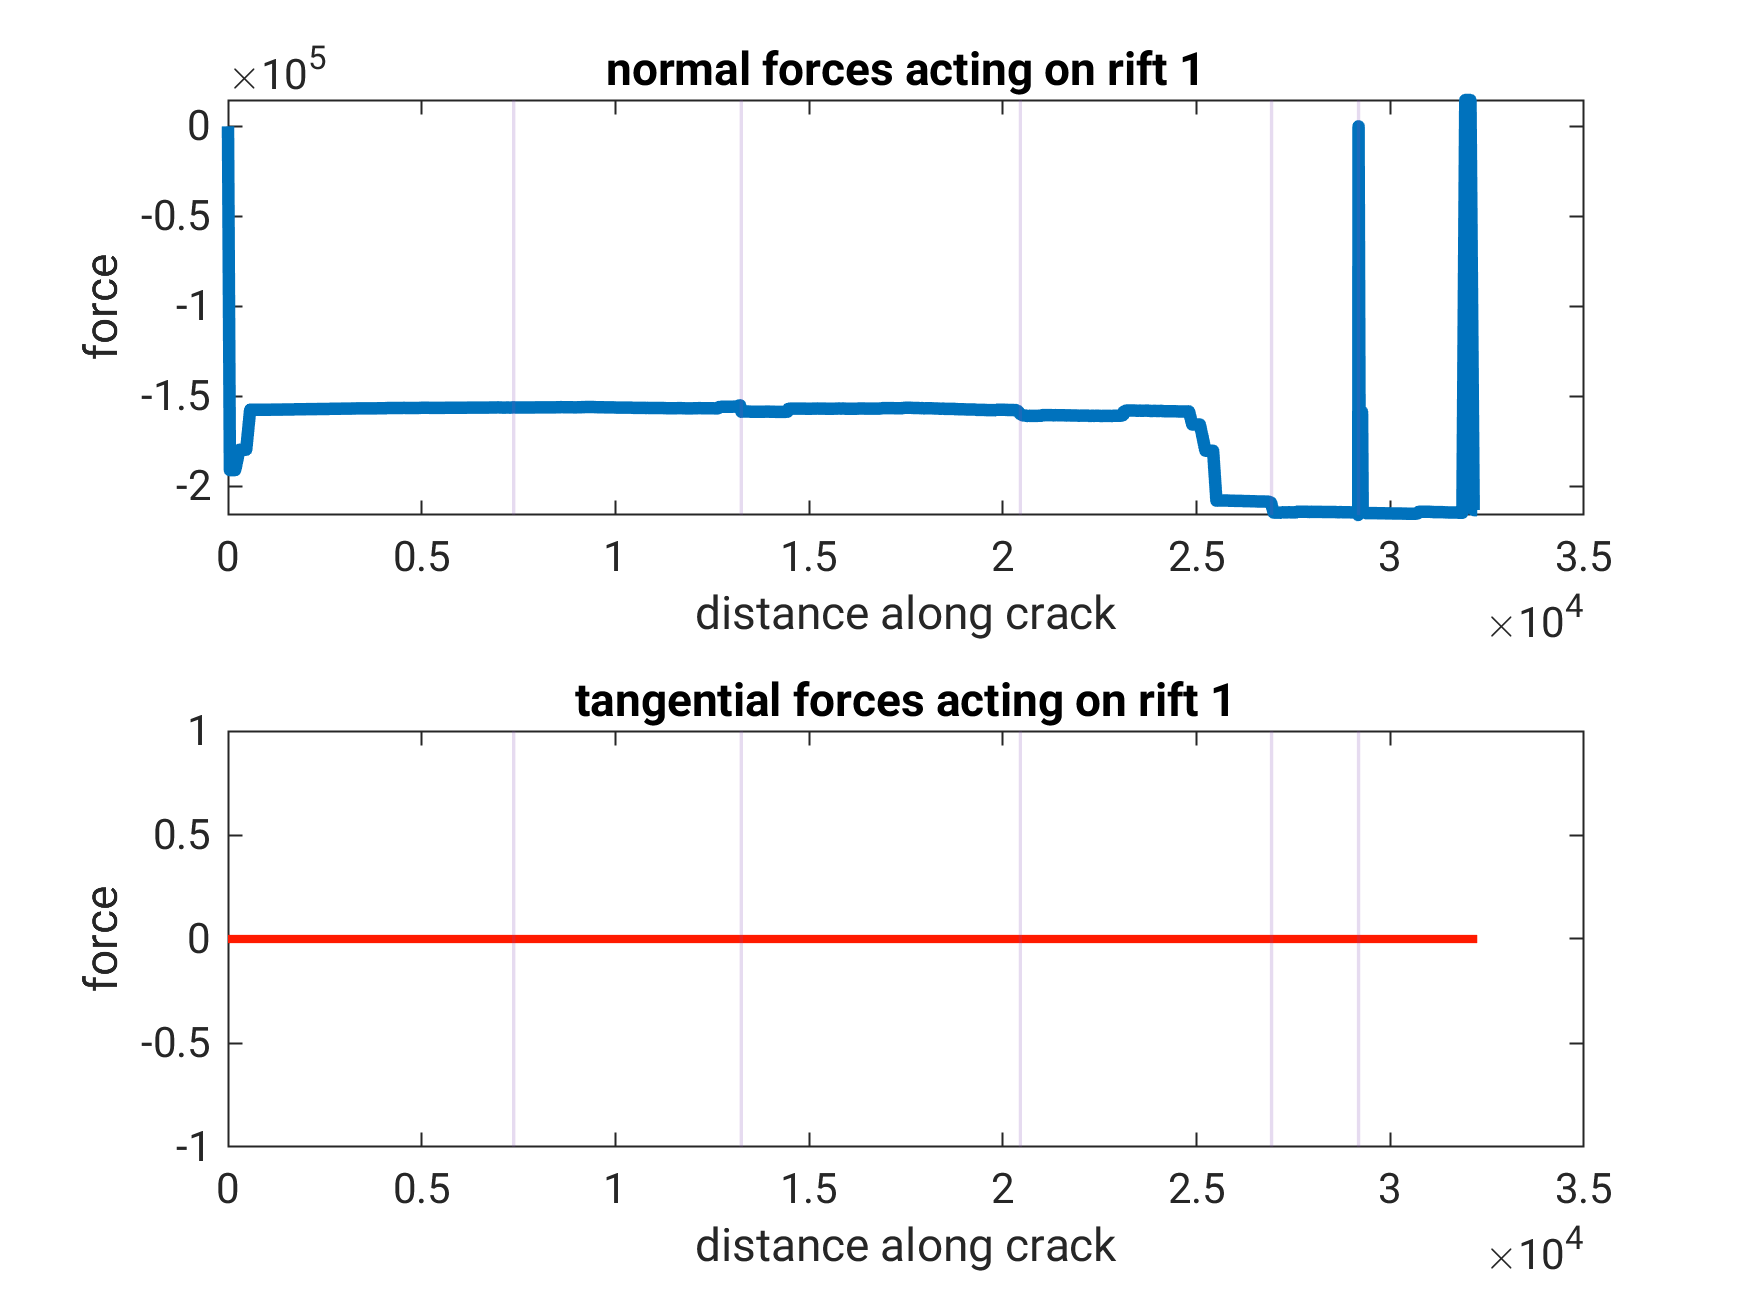 ×10^5
normal forces acting on rift 1
0
-0.5
-1
-1.5
-2
force
0 0.5 1 1.5 2 2.5 3 3.5
distance along crack
×10^4
tangential forces acting on rift 1
1
0.5
0
-0.5
-1
force
0 0.5 1 1.5 2 2.5 3 3.5
distance along crack
×10^4